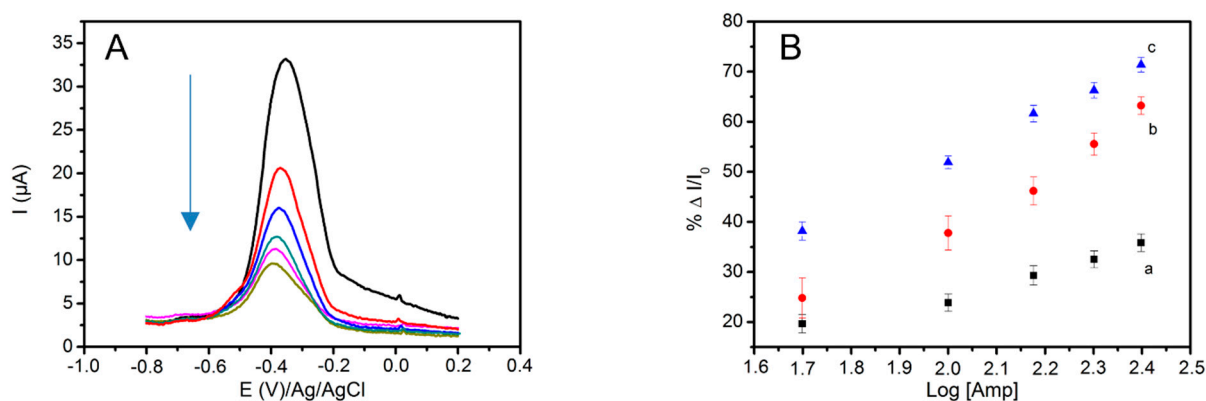 A
35
30
25
20
15
10
5
0
I (µA)
-1.0 -0.8 -0.6 -0.4 -0.2 0.0 0.2 0.4
E (V)/Ag/AgCl
B
80
70
60
50
40
30
20
% Δ I/I0
c
b
a
1.6 1.7 1.8 1.9 2.0 2.1 2.2 2.3 2.4 2.5
Log [Amp]